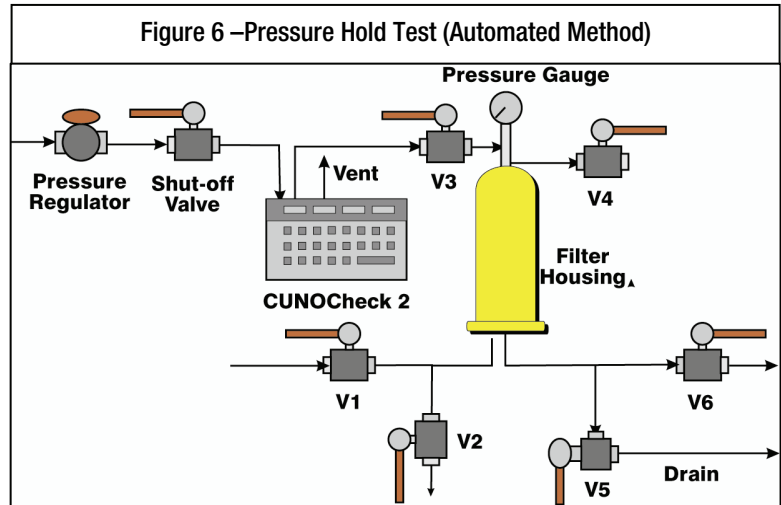 Figure 6 –Pressure Hold Test (Automated Method)
Pressure Gauge
Pressure
Regulator
Shut-off
Valve
Vent
V3
V4
CUNOCheck 2
Filter
Housing
V1
V2
V6
V5
Drain